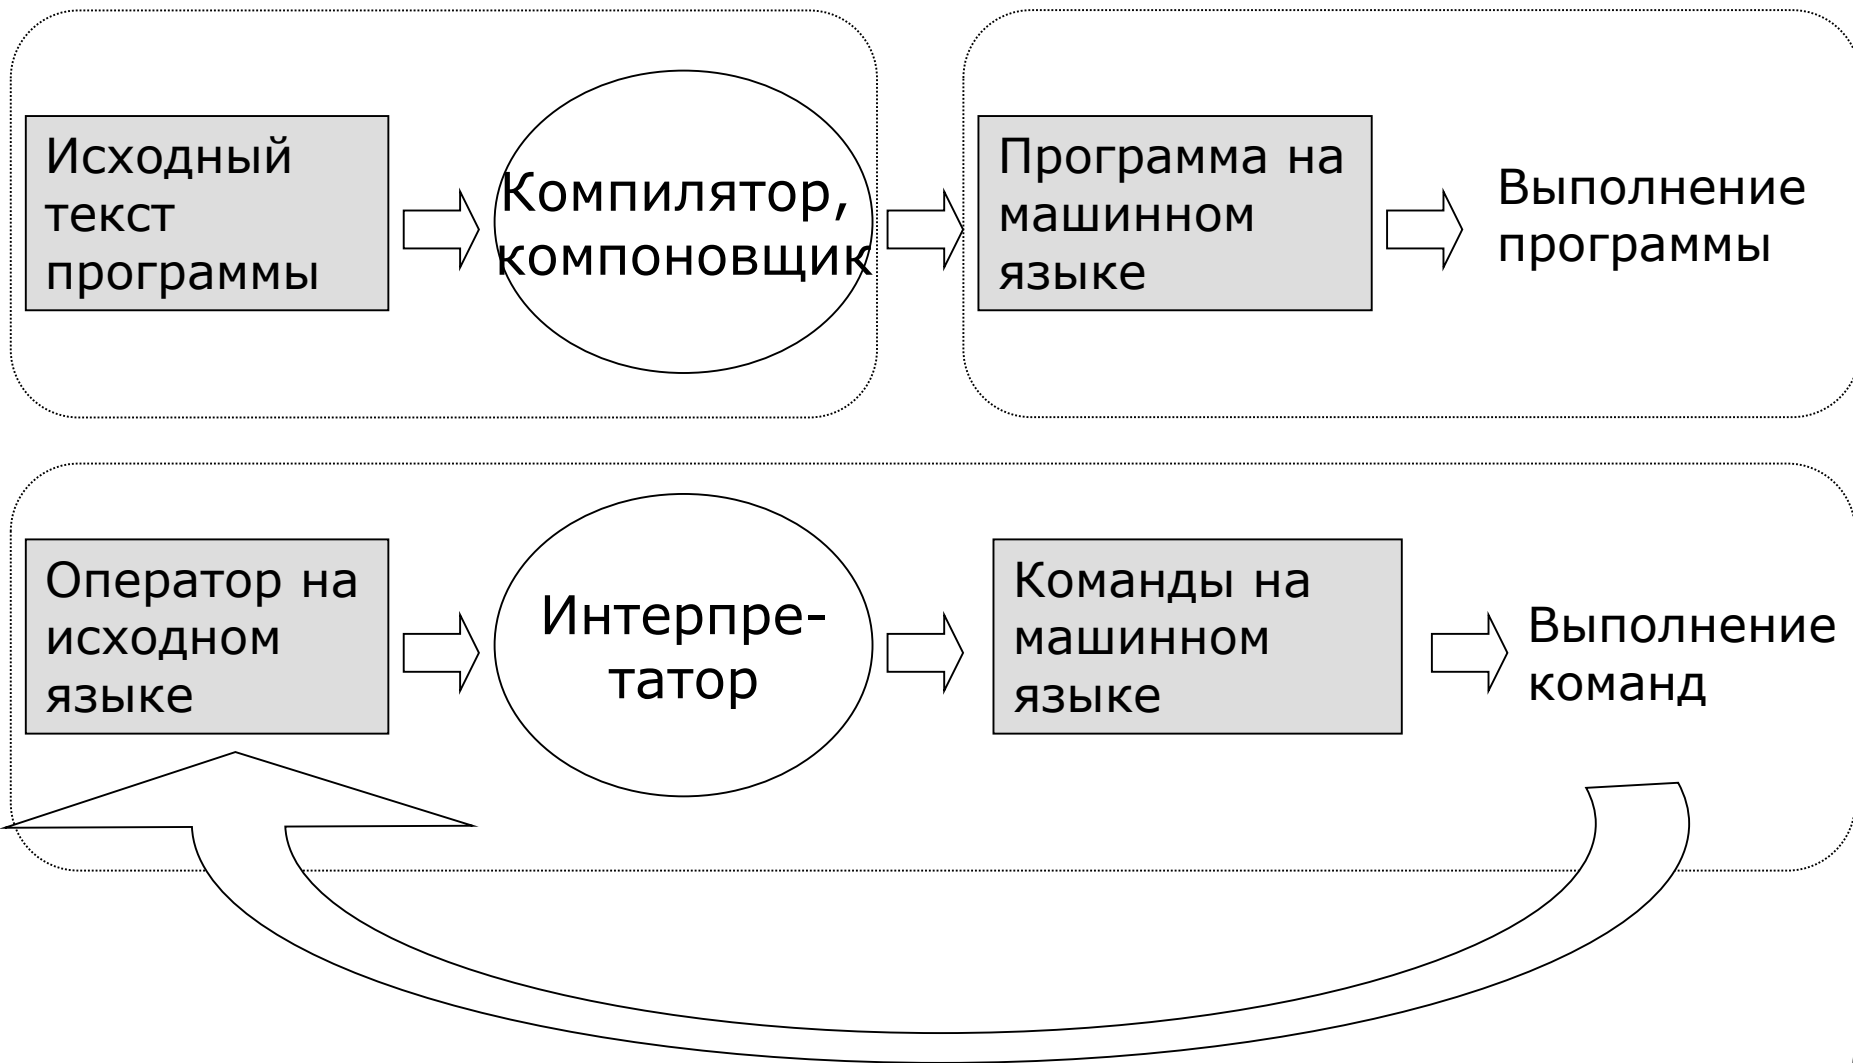 Исходный
текст
программы
Компилятор,
компоновщик
Программа на
машинном
языке
Выполнение
программы
Оператор на
исходном
языке
Интерпре-
татор
Команды на
машинном
языке
Выполнение
команд